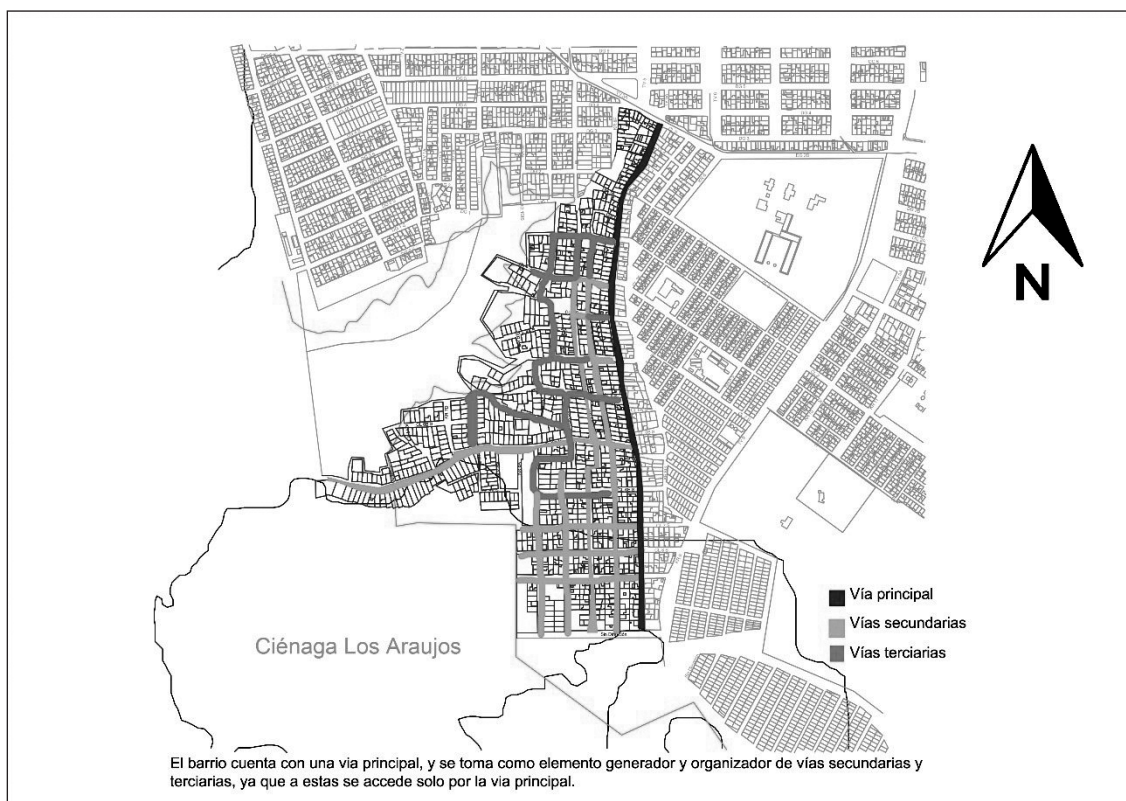 N
Vía principal
Vías secundarias
Vías terciarias
Ciénaga Los Araujos
El barrio cuenta con una via principal, y se toma como elemento generador y organizador de vías secundarias y
terciarias, ya que a estas se accede solo por la via principal.